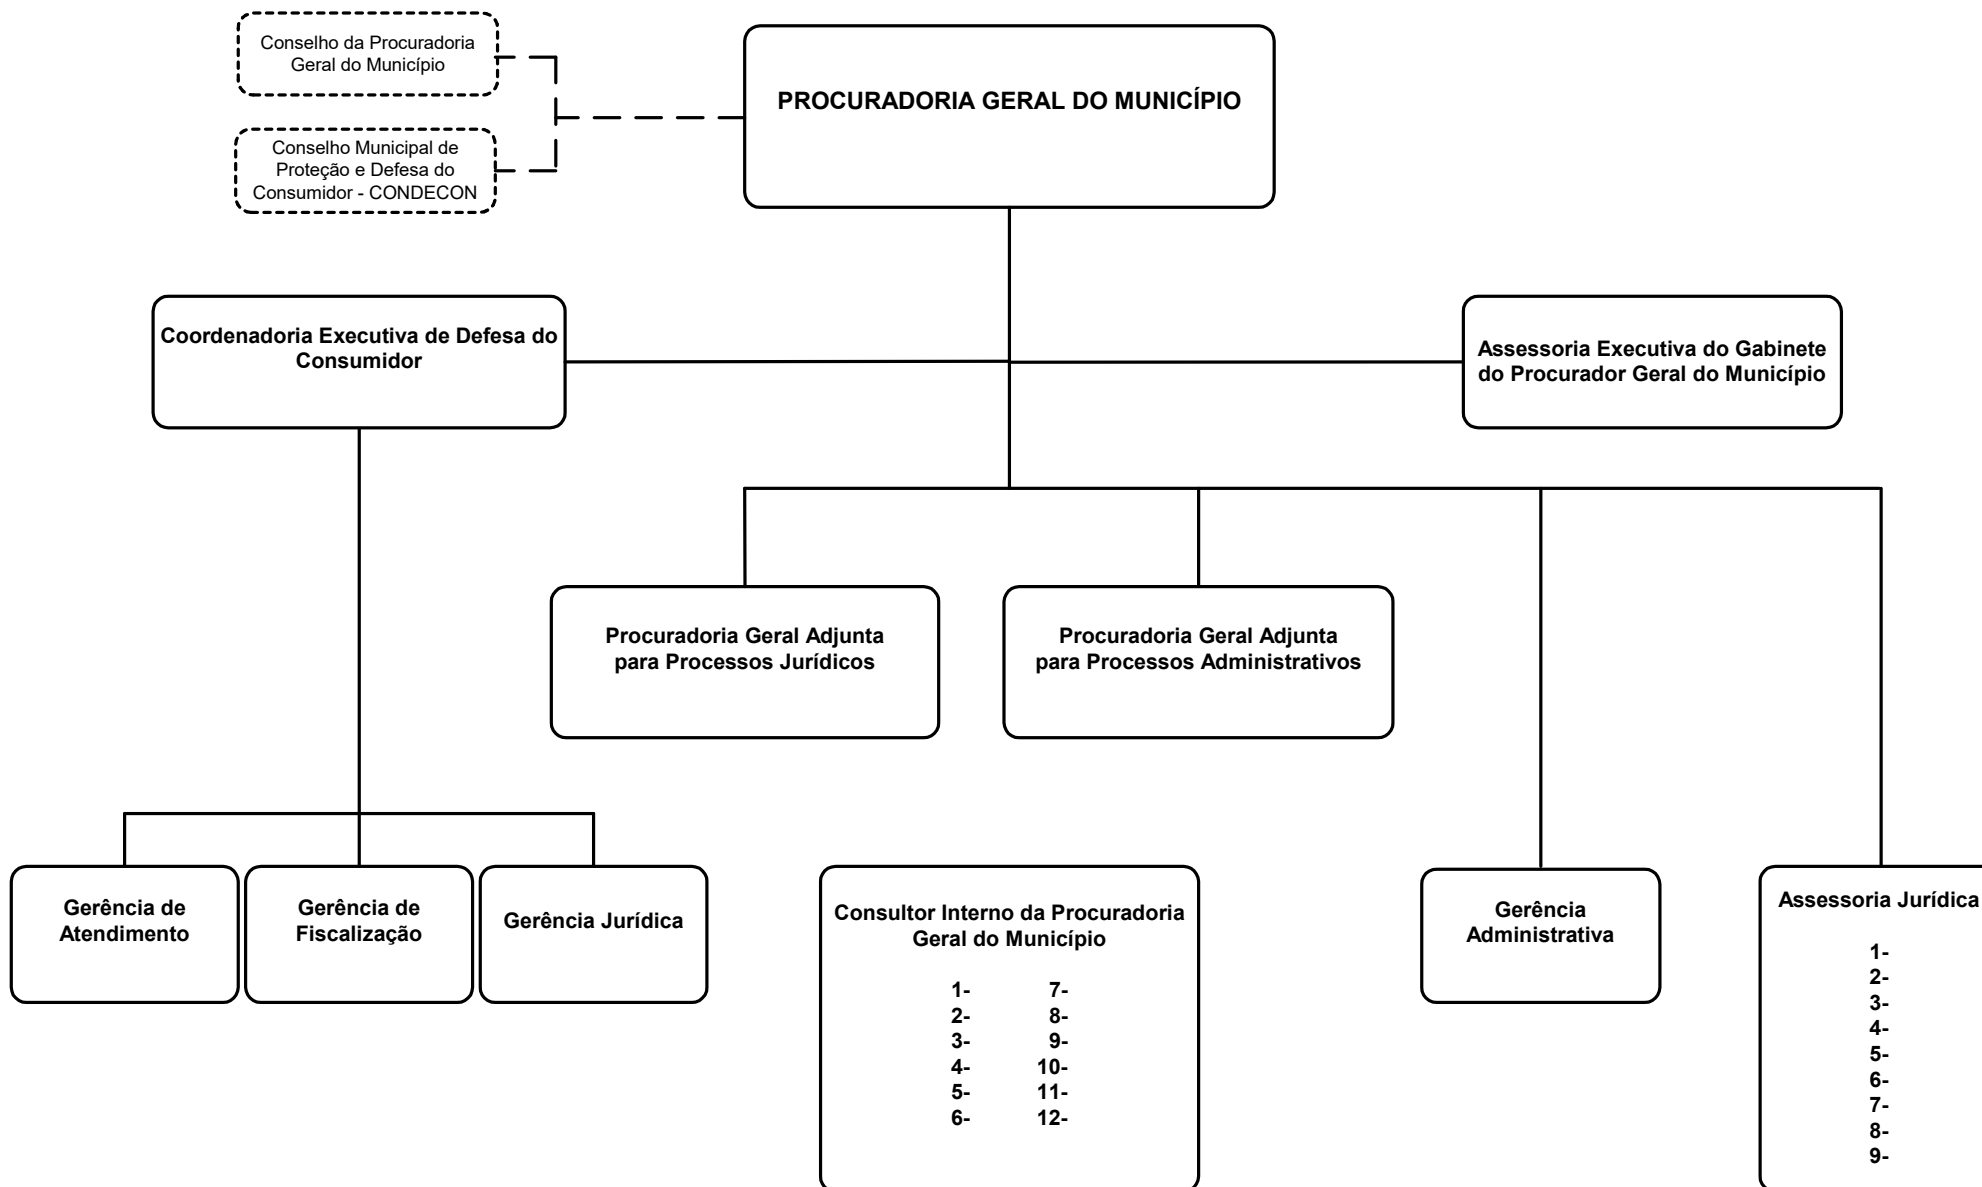 Conselho da Procuradoria
Geral do Município
PROCURADORIA GERAL DO MUNICÍPIO
Conselho Municipal de
Proteção e Defesa do
Consumidor - CONDECON
Coordenadoria Executiva de Defesa do
Consumidor
Assessoria Executiva do Gabinete
do Procurador Geral do Município
Procuradoria Geral Adjunta
para Processos Jurídicos
Procuradoria Geral Adjunta
para Processos Administrativos
Gerência de
Atendimento
Gerência de
Fiscalização
Gerência Jurídica
Consultor Interno da Procuradoria
Geral do Município
1- 7-
2- 8-
3- 9-
4- 10-
5- 11-
6- 12-
Gerência
Administrativa
Assessoria Jurídica
1-
2-
3-
4-
5-
6-
7-
8-
9-